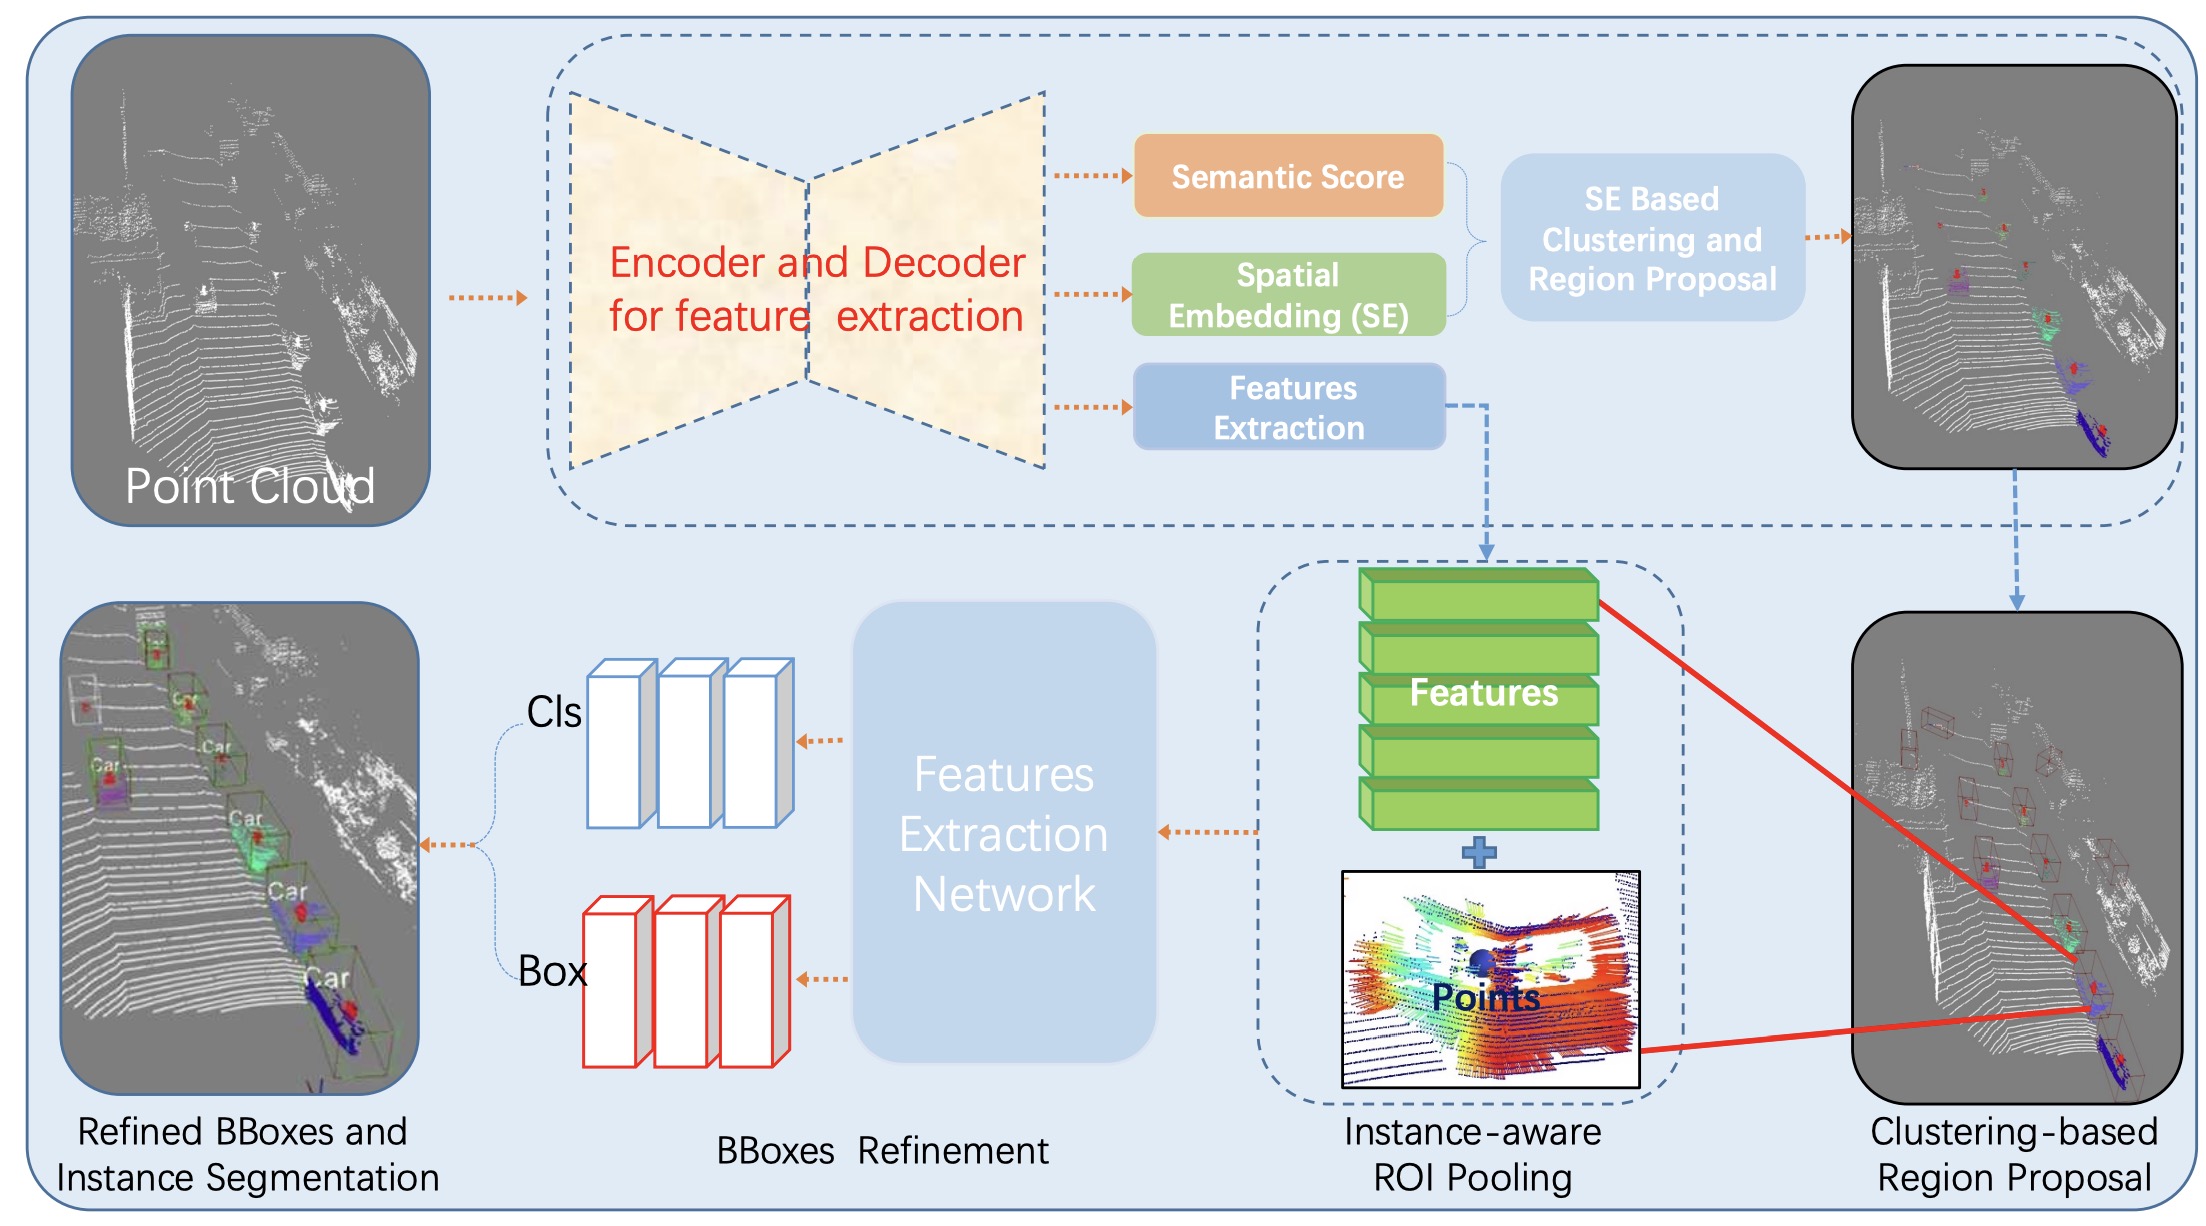 Point Cloud
Encoder and Decoder
for feature extraction
Semantic Score
Spatial
Embedding (SE)
Features
Extraction
SE Based
Clustering and
Region Proposal
Car
Car
Car
Car
Car
Car
Refined BBoxes and
Instance Segmentation
Cls
Box
Features
Extraction
Network
BBoxes Refinement
Features
Points
Instance-aware
ROI Pooling
Clustering-based
Region Proposal